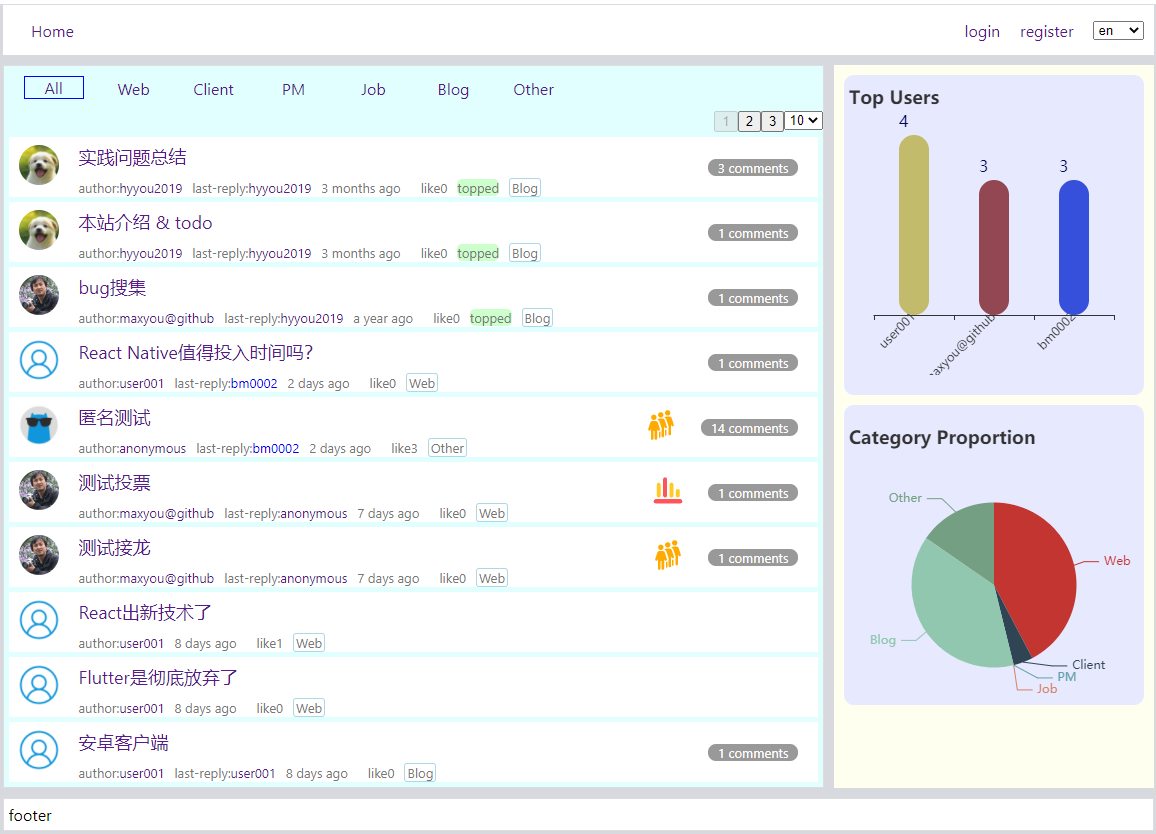 Home login register en
All Web Client PM Job Blog Other
1 2 3 10
实践问题总结
3 comments
author:hyyou2019 last-reply:hyyou2019 3 months ago like0 topped Blog
本站介绍 & todo
1 comments
author:hyyou2019 last-reply:hyyou2019 3 months ago like0 topped Blog
bug搜集
1 comments
author:maxyou@github last-reply:hyyou2019 a year ago like0 topped Blog
React Native值得投入时间吗?
1 comments
author:user001 last-reply:bm0002 2 days ago like0 Web
匿名测试
14 comments
author:anonymous last-reply:bm0002 2 days ago like3 Other
测试投票
1 comments
author:maxyou@github last-reply:anonymous 7 days ago like0 Web
测试接龙
1 comments
author:maxyou@github last-reply:anonymous 7 days ago like0 Web
React出新技术了
author:user001 8 days ago like1 Web
Flutter是彻底放弃了
author:user001 8 days ago like0 Web
安卓客户端
1 comments
author:user001 last-reply:user001 8 days ago like0 Blog
Top Users
4
3
3
user001
maxyou@github
bm0002
Category Proportion
Other
Web
Blog
Client
PM
Job
footer